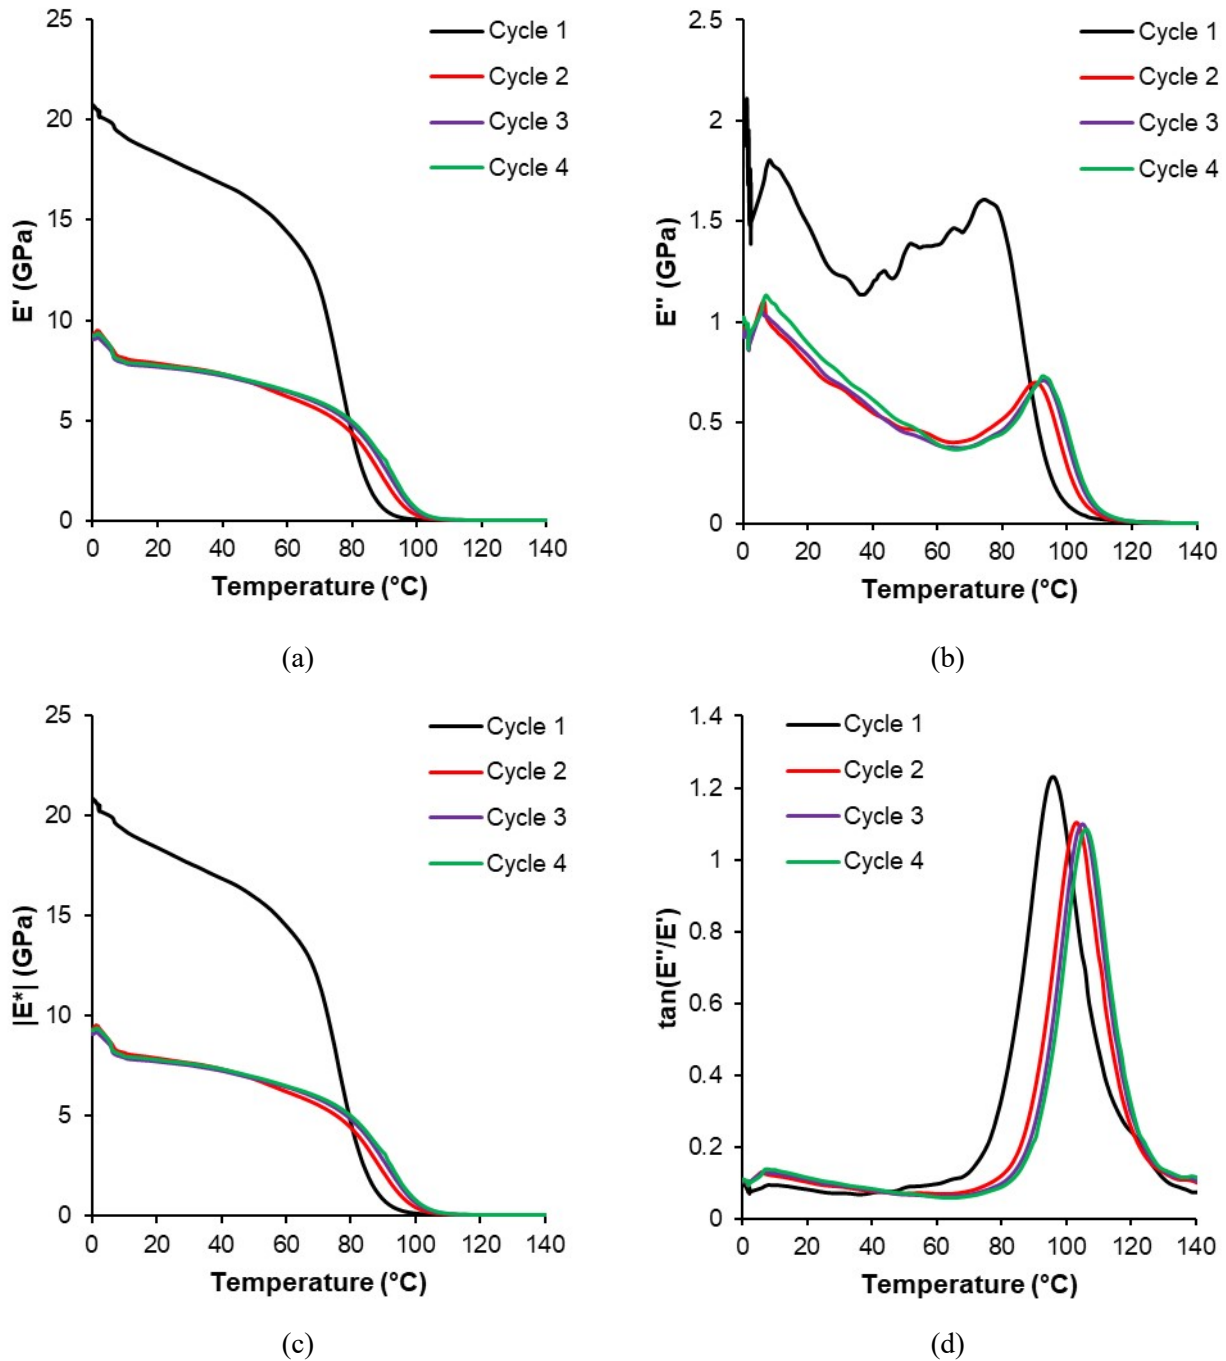 25
20
15
10
5
0
E' (GPa)
0 20 40 60 80 100 120 140
Temperature (°C)
Cycle 1
Cycle 2
Cycle 3
Cycle 4
(a)
2.5
2
1.5
1
0.5
0
E'' (GPa)
0 20 40 60 80 100 120 140
Temperature (°C)
Cycle 1
Cycle 2
Cycle 3
Cycle 4
(b)
25
20
15
10
5
0
|E*| (GPa)
0 20 40 60 80 100 120 140
Temperature (°C)
Cycle 1
Cycle 2
Cycle 3
Cycle 4
(c)
1.4
1.2
1
0.8
0.6
0.4
0.2
0
tan(E''/E')
0 20 40 60 80 100 120 140
Temperature (°C)
Cycle 1
Cycle 2
Cycle 3
Cycle 4
(d)